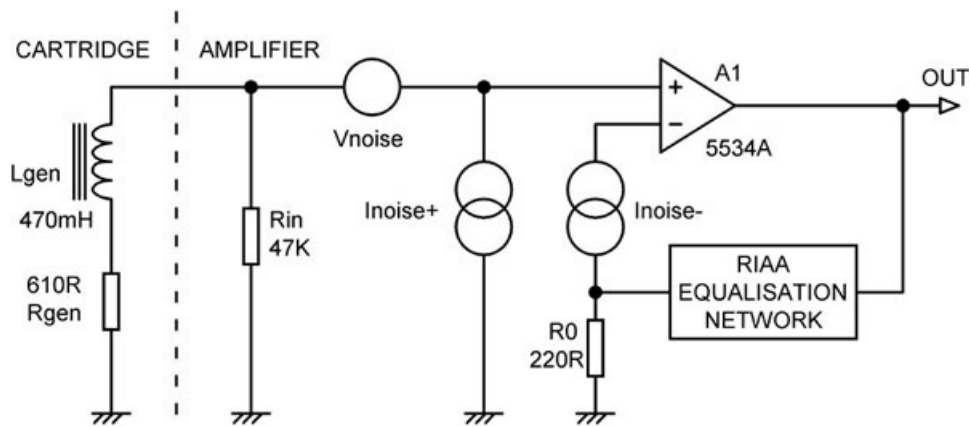 CARTRIDGE
AMPLIFIER
A1
OUT
+
−
Vnoise
5534A
Lgen
470mH
Rin
47K
Inoise+
Inoise-
610R
Rgen
R0
220R
RIAA
EQUALISATION
NETWORK